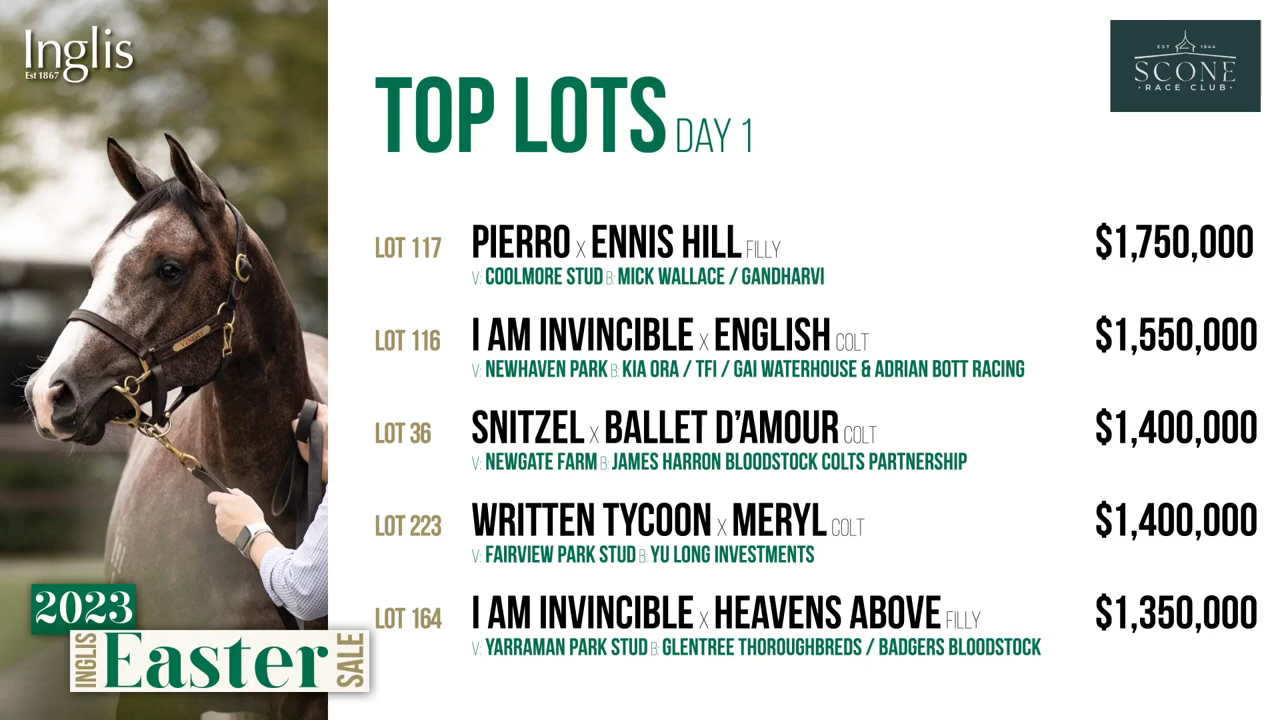 Inglis
Est 1867
EST 1944
SCONE
·RACE CLUB·
TOP LOTS DAY 1
LOT 117 PIERRO X ENNIS HILL FILLY $1,750,000
V: COOLMORE STUD B: MICK WALLACE / GANDHARVI
LOT 116 I AM INVINCIBLE X ENGLISH COLT $1,550,000
V: NEWHAVEN PARK B: KIA ORA / TFI / GAI WATERHOUSE & ADRIAN BOTT RACING
LOT 36 SNITZEL X BALLET D’AMOUR COLT $1,400,000
V: NEWGATE FARM B: JAMES HARRON BLOODSTOCK COLTS PARTNERSHIP
LOT 223 WRITTEN TYCOON X MERYL COLT $1,400,000
V: FAIRVIEW PARK STUD B: YU LONG INVESTMENTS
LOT 164 I AM INVINCIBLE X HEAVENS ABOVE FILLY $1,350,000
V: YARRAMAN PARK STUD B: GLENTREE THOROUGHBREDS / BADGERS BLOODSTOCK
2023
INGLIS Easter SALE